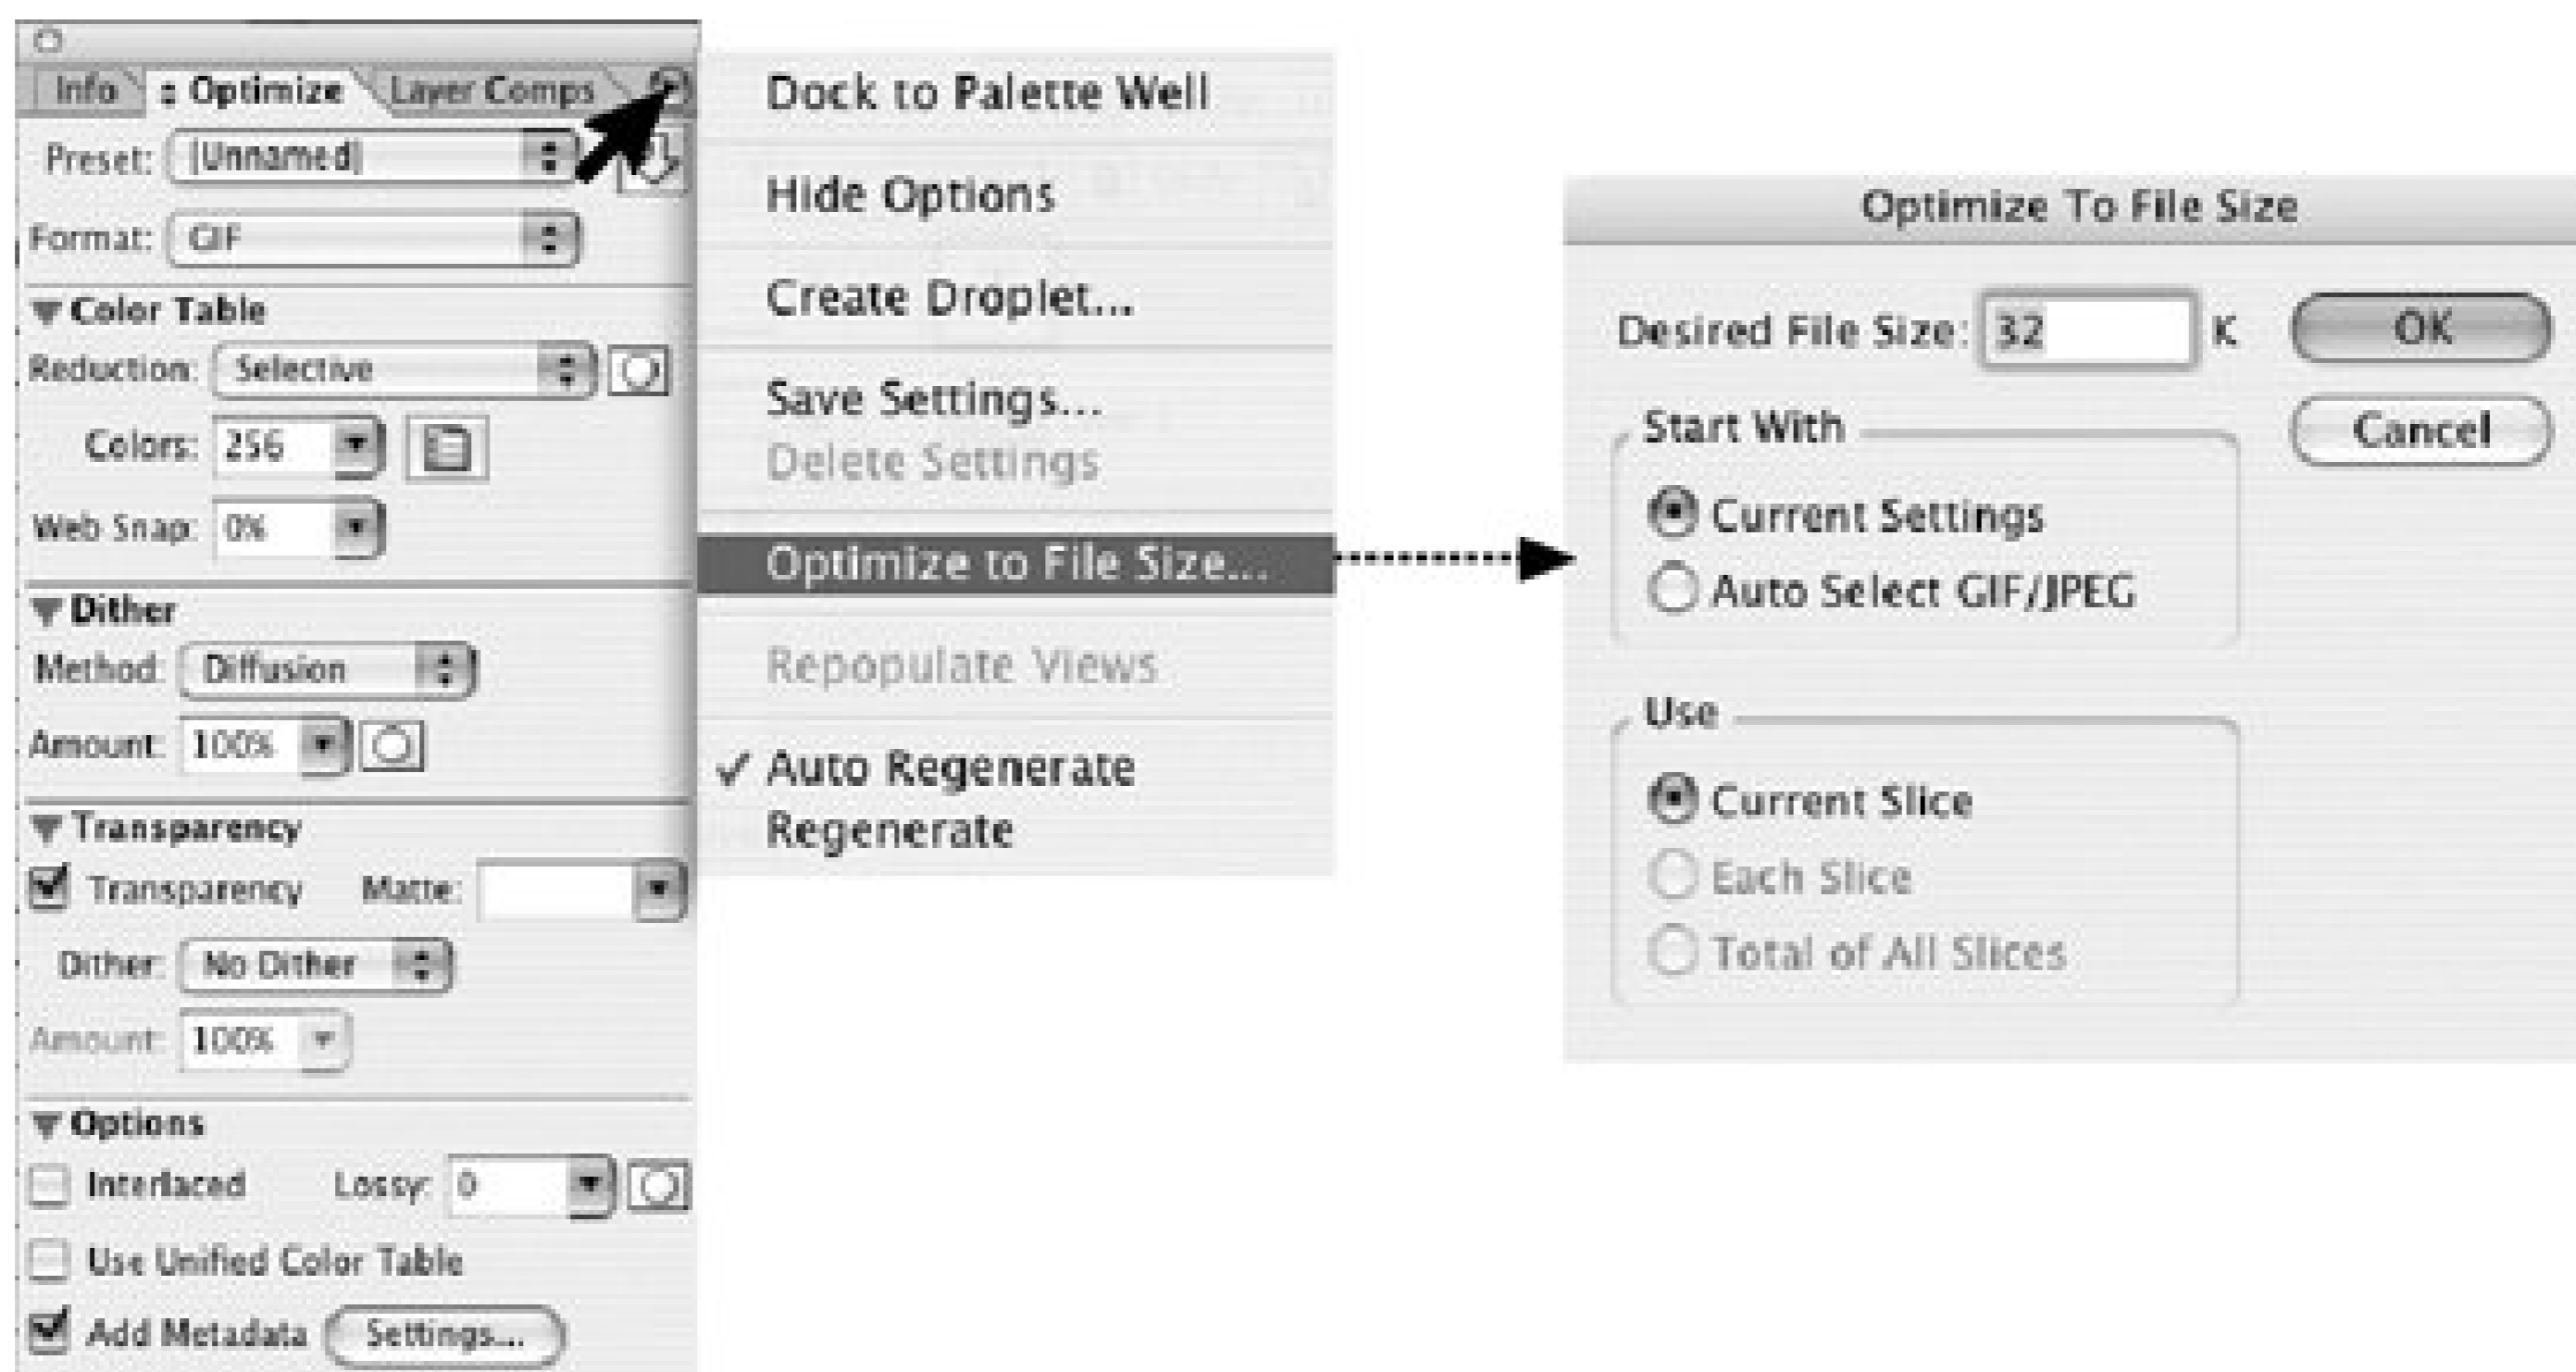 Info Optimize Layer Comps
Preset: [Unnamed]
Format: GIF
Color Table
Reduction: Selective
Colors: 256
Web Snap: 0%
Dither
Method: Diffusion
Amount: 100%
Transparency
Transparency Matte:
Dither: No Dither
Amount: 100%
Options
Interlaced Lossy: 0
Use Unified Color Table
Add Metadata Settings...
Dock to Palette Well
Hide Options
Create Droplet...
Save Settings...
Delete Settings
Optimize to File Size...
Repopulate Views
✓ Auto Regenerate
Regenerate
Optimize To File Size
Desired File Size: 32 K OK
Cancel
Start With
Current Settings
Auto Select GIF/JPEG
Use
Current Slice
Each Slice
Total of All Slices